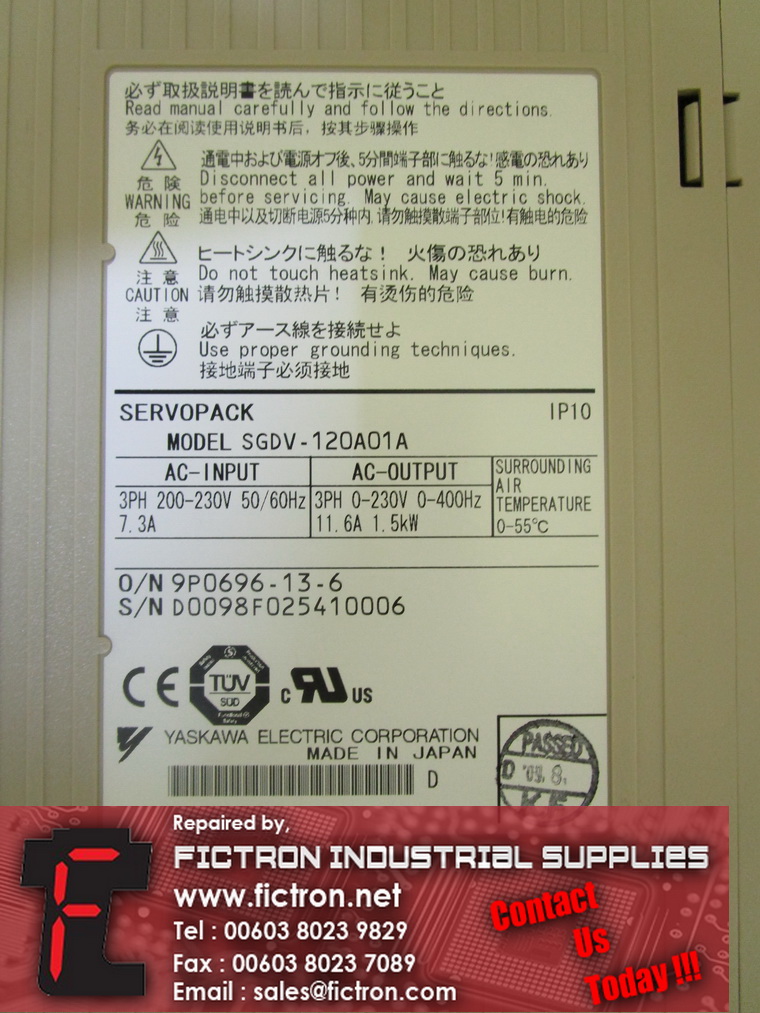 必ず取扱説明書を読んで指示に従うこと
Read manual carefully and follow the directions.
务必在阅读使用说明书后，按其步骤操作
危険
WARNING
危险
通電中および電源オフ後、5分間端子部に触るな!感電の恐れあり
Disconnect all power and wait 5 min.
before servicing. May cause electric shock.
通电中以及切断电源5分钟内，请勿触摸散端子部位!有触电的危险
注意
CAUTION
注意
ヒートシンクに触るな！ 火傷の恐れあり
Do not touch heatsink. May cause burn.
请勿触摸散热片！ 有烫伤的危险
必ずアース線を接続せよ
Use proper grounding techniques.
接地端子必须接地
SERVOPACK IP10
MODEL SGDV-120A01A
AC-INPUT AC-OUTPUT
3PH 200-230V 50/60Hz 3PH 0-230V 0-400Hz
7.3A 11.6A 1.5kW
SURROUNDING
AIR
TEMPERATURE
0-55℃
O/N 9P0696-13-6
S/N D0098F025410006
CE
TÜV
SÜD
c RU US
YASKAWA ELECTRIC CORPORATION
MADE IN JAPAN
D
PASSED
D '09.8.
Repaired by,
FICTRON INDUSTRIAL SUPPLIES
www.fictron.net
Tel : 00603 8023 9829
Fax : 00603 8023 7089
Email : sales@fictron.com
Contact
Us
Today !!!